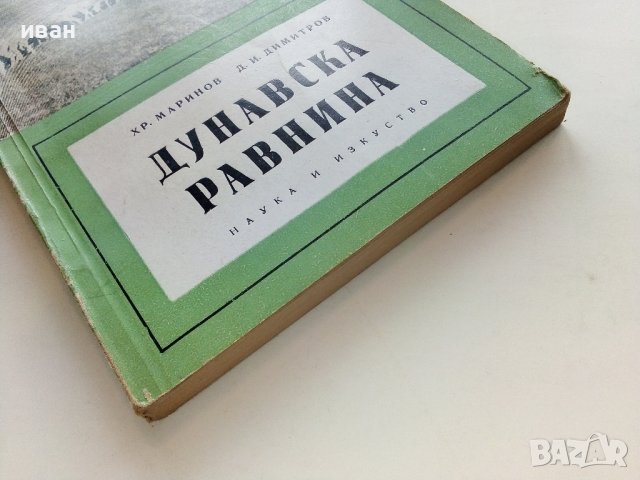 иван
ХР. МАРИНОВ Д. И. ДИМИТРОВ
ДУНАВСКА
РАВНИНА
НАУКА И ИЗКУСТВО
BAZAR